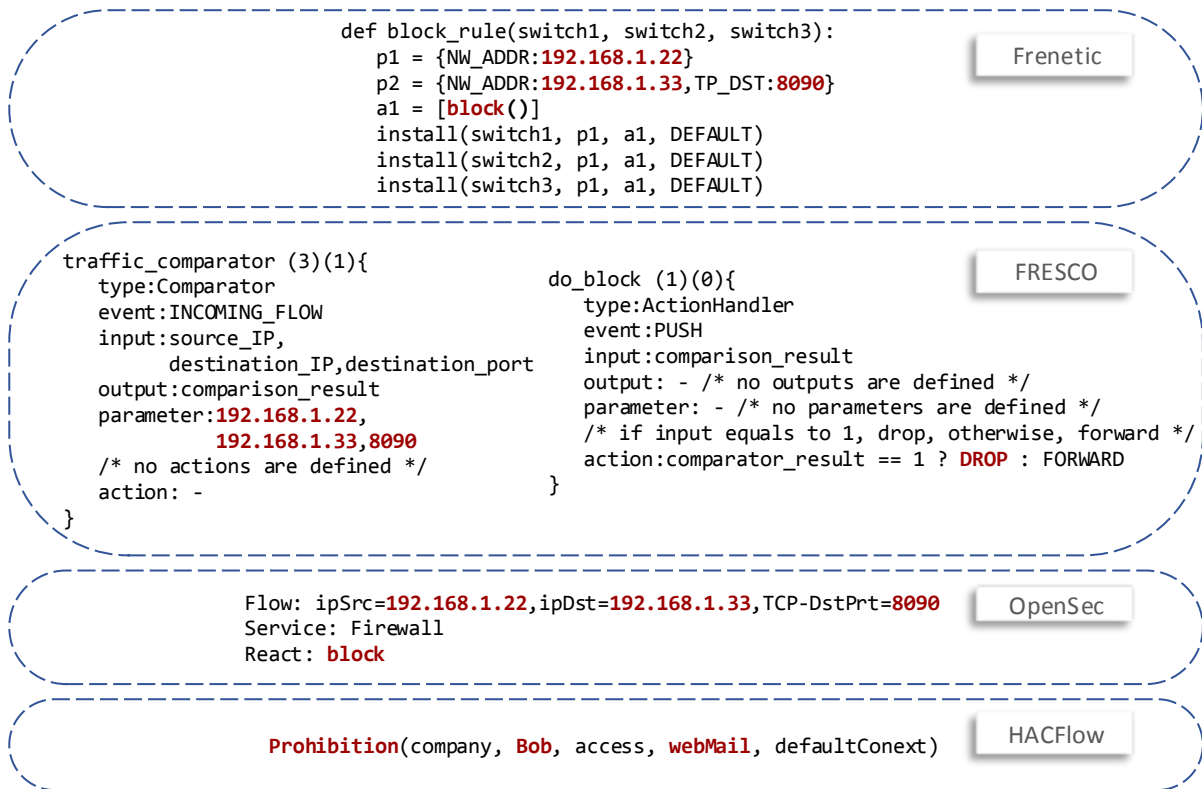 def block_rule(switch1, switch2, switch3):
p1 = {NW_ADDR:192.168.1.22}
p2 = {NW_ADDR:192.168.1.33,TP_DST:8090}
a1 = [block()]
install(switch1, p1, a1, DEFAULT)
install(switch2, p1, a1, DEFAULT)
install(switch3, p1, a1, DEFAULT)
Frenetic
traffic_comparator (3)(1){
type:Comparator
event:INCOMING_FLOW
input:source_IP,
destination_IP,destination_port
output:comparison_result
parameter:192.168.1.22,
192.168.1.33,8090
/* no actions are defined */
action: -
}
do_block (1)(0){
type:ActionHandler
event:PUSH
input:comparison_result
output: - /* no outputs are defined */
parameter: - /* no parameters are defined */
/* if input equals to 1, drop, otherwise, forward */
action:comparator_result == 1 ? DROP : FORWARD
}
FRESCO
Flow: ipSrc=192.168.1.22,ipDst=192.168.1.33,TCP-DstPrt=8090
Service: Firewall
React: block
OpenSec
Prohibition(company, Bob, access, webMail, defaultConext)
HACFlow